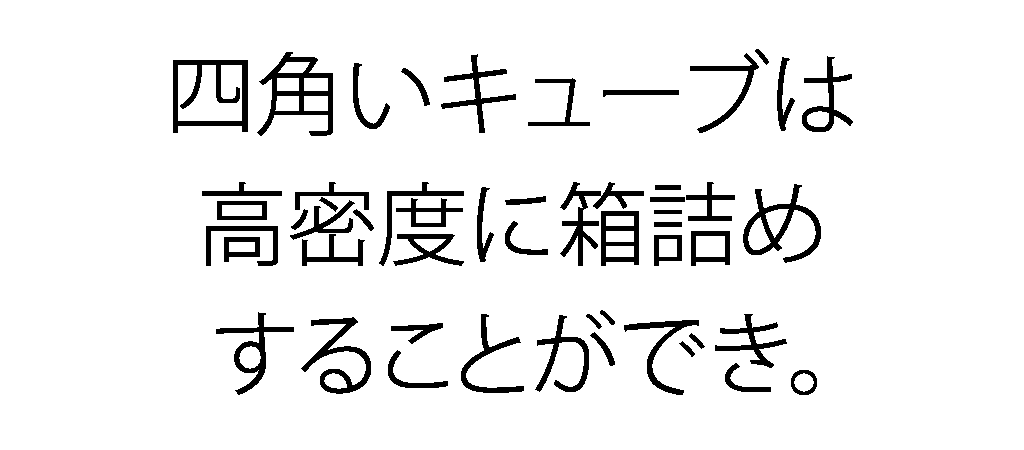 四角いキューブは
高密度に箱詰め
することができ。